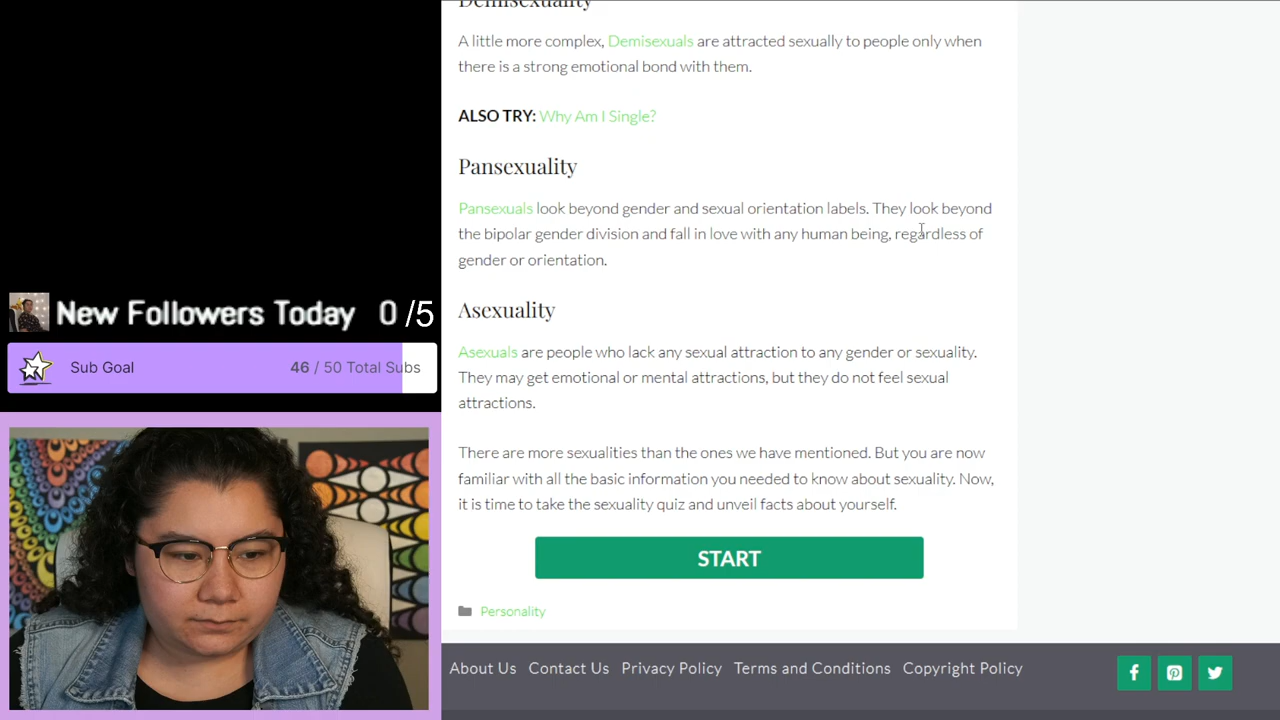 Demisexuality
A little more complex, Demisexuals are attracted sexually to people only when
there is a strong emotional bond with them.
ALSO TRY: Why Am I Single?
Pansexuality
Pansexuals look beyond gender and sexual orientation labels. They look beyond
the bipolar gender division and fall in love with any human being, regardless of
gender or orientation.
Asexuality
Asexuals are people who lack any sexual attraction to any gender or sexuality.
They may get emotional or mental attractions, but they do not feel sexual
attractions.
There are more sexualities than the ones we have mentioned. But you are now
familiar with all the basic information you needed to know about sexuality. Now,
it is time to take the sexuality quiz and unveil facts about yourself.
START
Personality
About Us Contact Us Privacy Policy Terms and Conditions Copyright Policy
New Followers Today 0 /5
Sub Goal 46 / 50 Total Subs